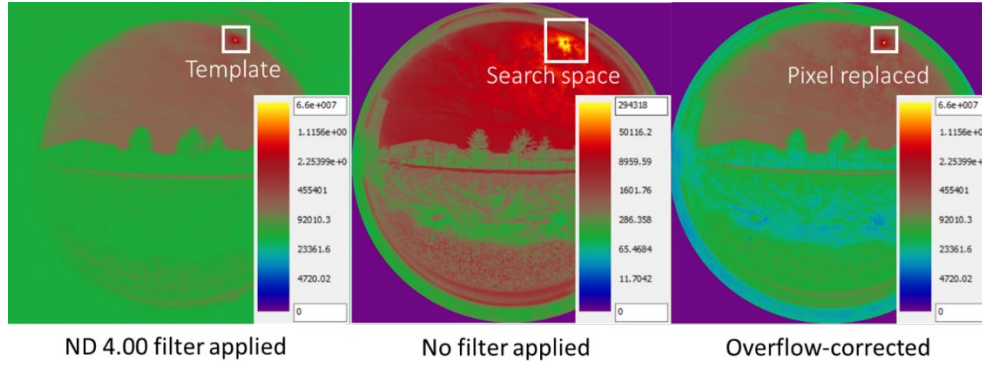 Template
6.6e+007
1.1156e+00
2.25399e+0
455401
92010.3
23361.6
4720.02
0
ND 4.00 filter applied
Search space
294318
50116.2
8959.59
1601.76
286.358
65.4684
11.7042
0
No filter applied
Pixel replaced
6.6e+007
1.1156e+00
2.25399e+0
455401
92010.3
23361.6
4720.02
0
Overflow-corrected